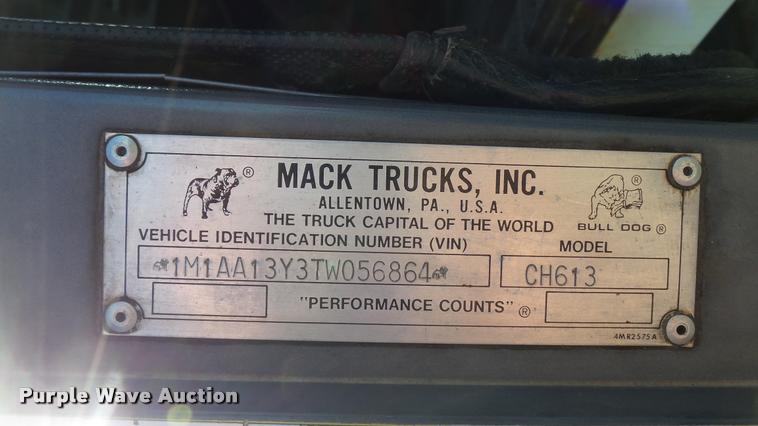 MACK TRUCKS, INC.
ALLENTOWN, PA., U.S.A.
THE TRUCK CAPITAL OF THE WORLD
BULL DOG ®
VEHICLE IDENTIFICATION NUMBER (VIN)
MODEL
1M1AA13Y3TW056864
CH613
"PERFORMANCE COUNTS" ®
4MR2575A
Purple Wave Auction